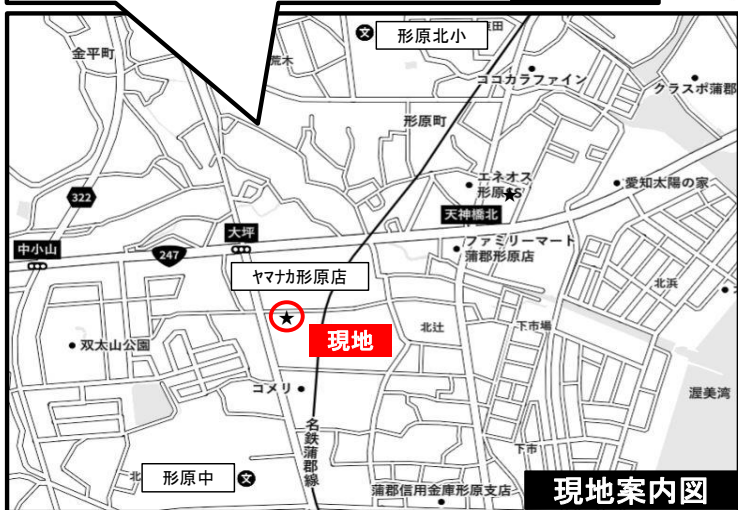 形原北小
金平町
荒木
ココカラファイン
クラスポ蒲郡
形原町
エネオス
形原SS
愛知太陽の家
322
天神橋北
大坪
中小山
247
ファミリーマート
蒲郡形原店
ヤマナカ形原店
北浜
現地
北辻
下市場
双太山公園
コメリ
渥美湾
名鉄蒲郡線
下市
北
形原中
蒲郡信用金庫形原支店
現地案内図